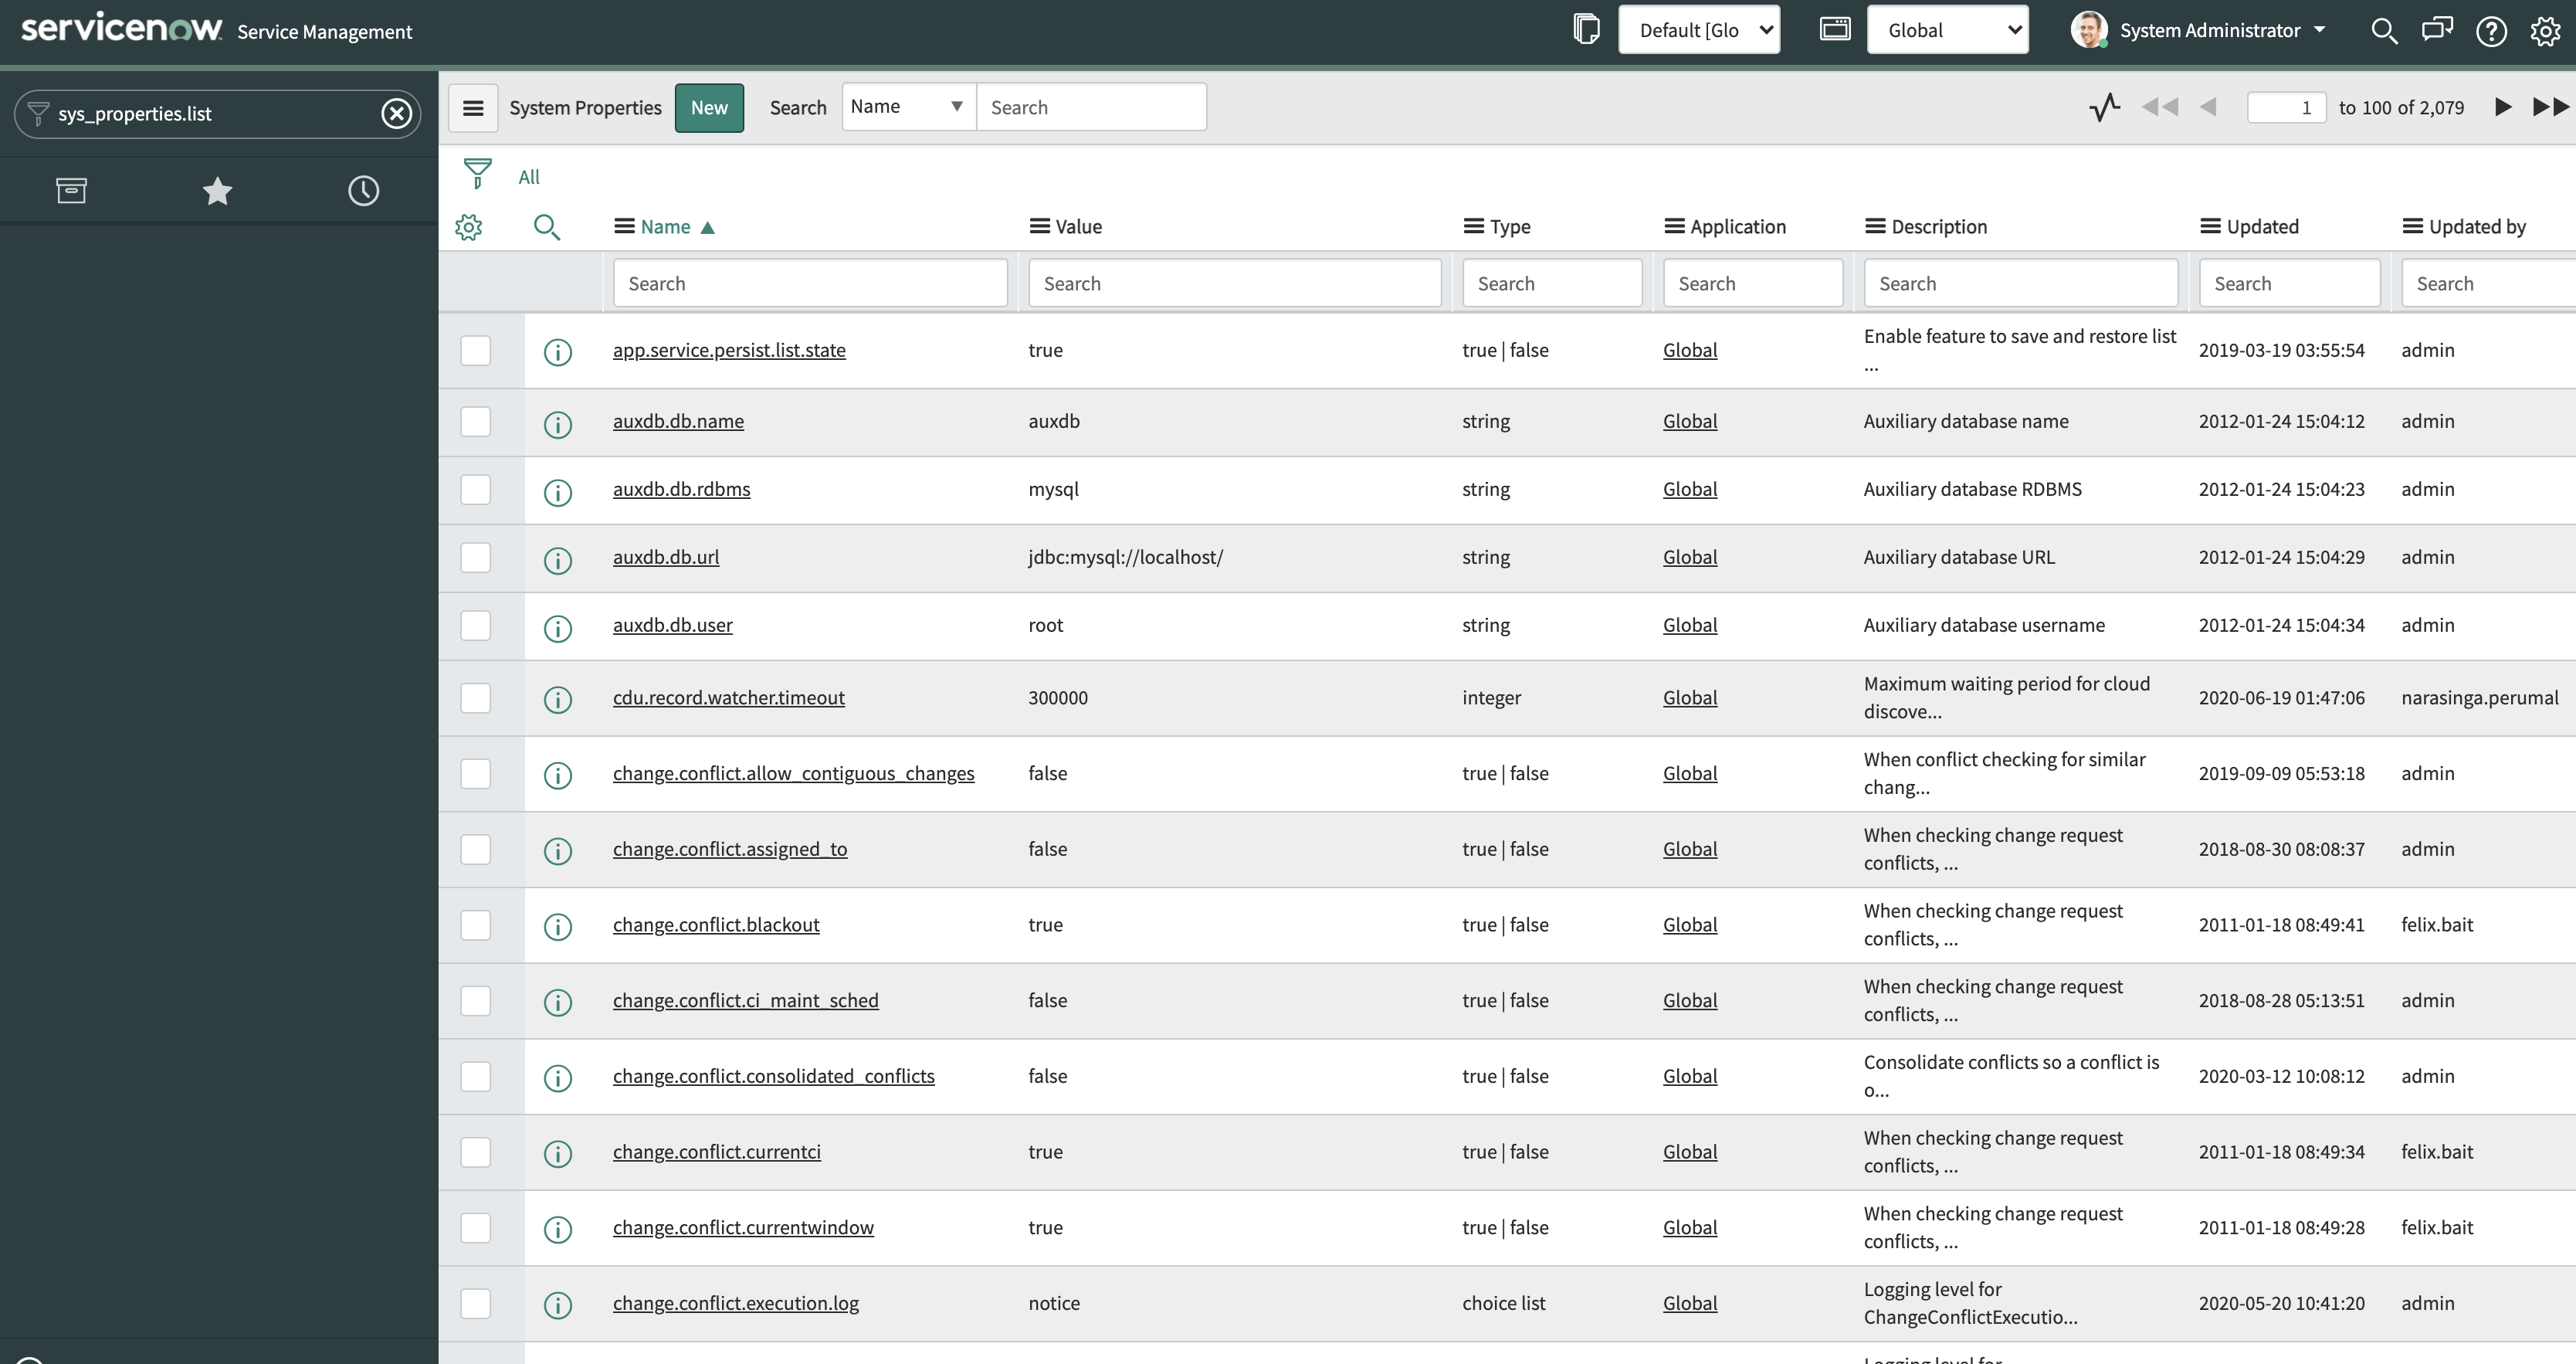 servicenow Service Management Default [Glo Global System Administrator
sys_properties.list
System Properties New Search Name Search 1 to 100 of 2,079
All
Name Value Type Application Description Updated Updated by
Search Search Search Search Search Search Search
app.service.persist.list.state true true | false Global Enable feature to save and restore list ... 2019-03-19 03:55:54 admin
auxdb.db.name auxdb string Global Auxiliary database name 2012-01-24 15:04:12 admin
auxdb.db.rdbms mysql string Global Auxiliary database RDBMS 2012-01-24 15:04:23 admin
auxdb.db.url jdbc:mysql://localhost/ string Global Auxiliary database URL 2012-01-24 15:04:29 admin
auxdb.db.user root string Global Auxiliary database username 2012-01-24 15:04:34 admin
cdu.record.watcher.timeout 300000 integer Global Maximum waiting period for cloud discove... 2020-06-19 01:47:06 narasinga.perumal
change.conflict.allow_contiguous_changes false true | false Global When conflict checking for similar chang... 2019-09-09 05:53:18 admin
change.conflict.assigned_to false true | false Global When checking change request conflicts, ... 2018-08-30 08:08:37 admin
change.conflict.blackout true true | false Global When checking change request conflicts, ... 2011-01-18 08:49:41 felix.bait
change.conflict.ci_maint_sched false true | false Global When checking change request conflicts, ... 2018-08-28 05:13:51 admin
change.conflict.consolidated_conflicts false true | false Global Consolidate conflicts so a conflict is o... 2020-03-12 10:08:12 admin
change.conflict.currentci true true | false Global When checking change request conflicts, ... 2011-01-18 08:49:34 felix.bait
change.conflict.currentwindow true true | false Global When checking change request conflicts, ... 2011-01-18 08:49:28 felix.bait
change.conflict.execution.log notice choice list Global Logging level for ChangeConflictExecutio... 2020-05-20 10:41:20 admin